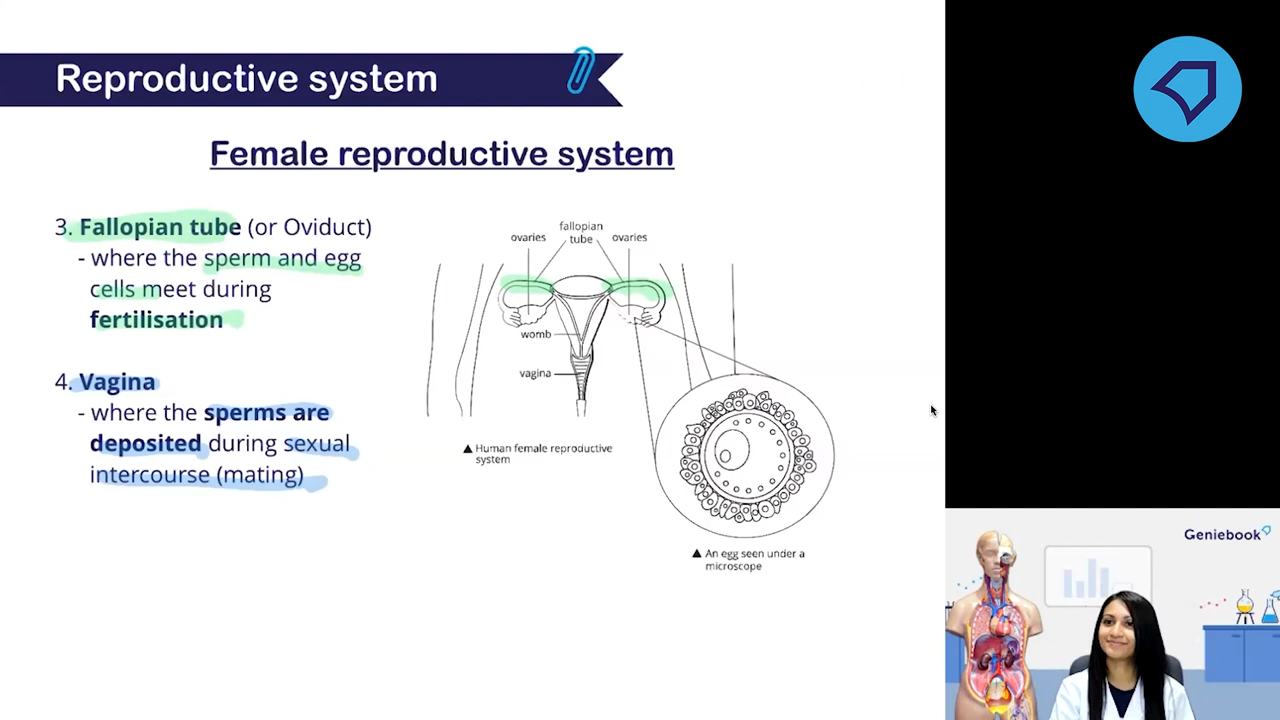 Reproductive system
Female reproductive system
3. Fallopian tube (or Oviduct)
- where the sperm and egg
cells meet during
fertilisation
4. Vagina
- where the sperms are
deposited during sexual
intercourse (mating)
fallopian
tube
ovaries
ovaries
womb
vagina
▲ Human female reproductive
system
▲ An egg seen under a
microscope
Geniebook